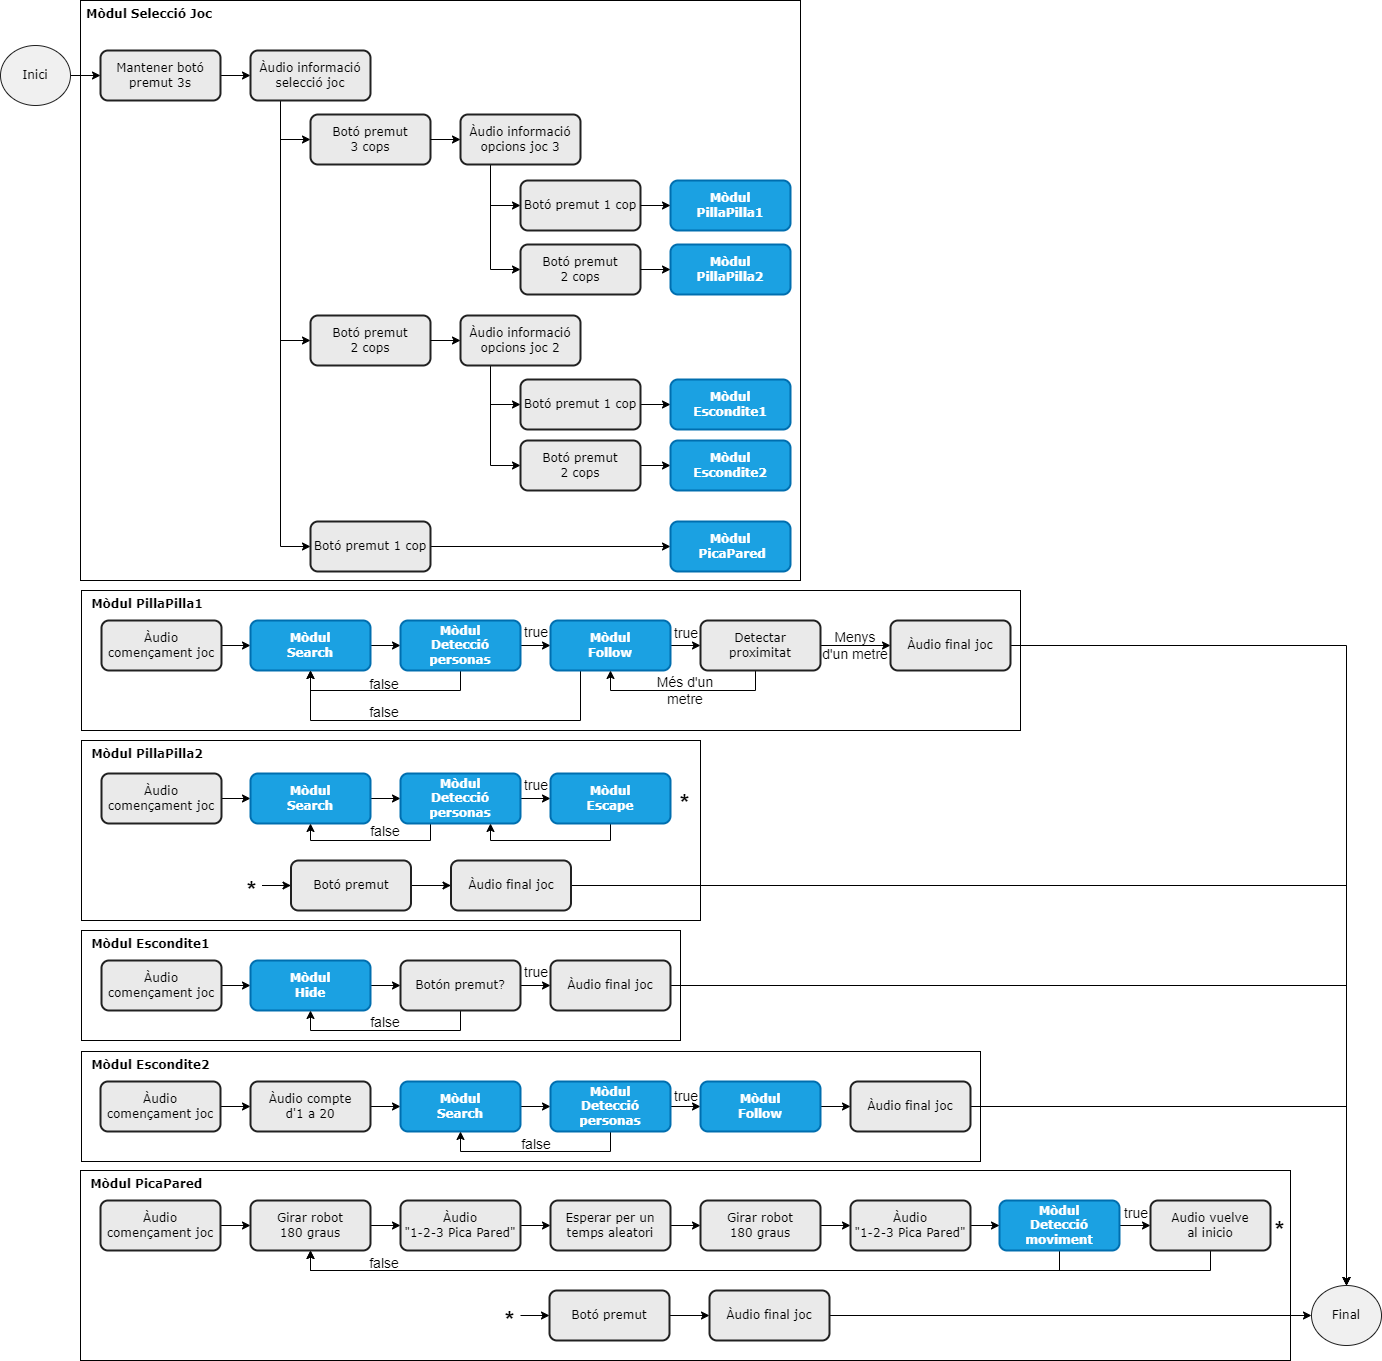 Mòdul Selecció Joc
Inici
Mantener botó
premut 3s
Àudio informació
selecció joc
Botó premut
3 cops
Àudio informació
opcions joc 3
Botó premut 1 cop
Mòdul
PillaPilla1
Botó premut
2 cops
Mòdul
PillaPilla2
Botó premut
2 cops
Àudio informació
opcions joc 2
Botó premut 1 cop
Mòdul
Escondite1
Botó premut
2 cops
Mòdul
Escondite2
Botó premut 1 cop
Mòdul
PicaPared
Mòdul PillaPilla1
Àudio
començament joc
Mòdul
Search
Mòdul
Detecció
personas
true
Mòdul
Follow
true
Detectar
proximitat
Menys
d'un metre
Àudio final joc
false
Més d'un
metre
false
Mòdul PillaPilla2
Àudio
començament joc
Mòdul
Search
Mòdul
Detecció
personas
true
Mòdul
Escape
*
false
*
Botó premut
Àudio final joc
Mòdul Escondite1
Àudio
començament joc
Mòdul
Hide
Botón premut?
true
Àudio final joc
false
Mòdul Escondite2
Àudio
començament joc
Àudio compte
d'1 a 20
Mòdul
Search
Mòdul
Detecció
personas
true
Mòdul
Follow
Àudio final joc
false
Mòdul PicaPared
Àudio
començament joc
Girar robot
180 graus
Àudio
"1-2-3 Pica Pared"
Esperar per un
temps aleatori
Girar robot
180 graus
Àudio
"1-2-3 Pica Pared"
Mòdul
Detecció
moviment
true
Audio vuelve
al inicio
*
false
*
Botó premut
Àudio final joc
Final